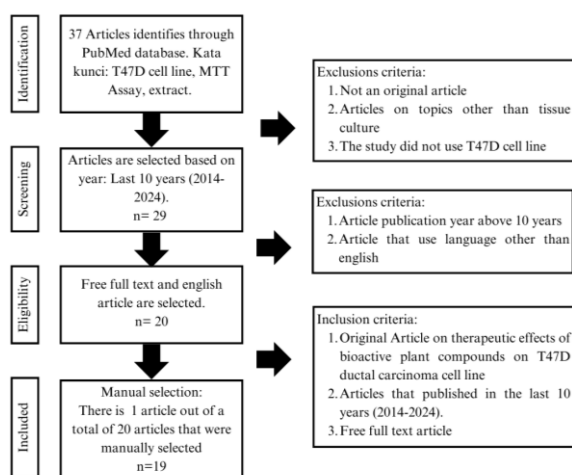 Identification
37 Articles identifies through
PubMed database. Kata
kunci: T47D cell line, MTT
Assay, extract.
Exclusions criteria:
1. Not an original article
2. Articles on topics other than tissue
culture
3. The study did not use T47D cell line
Screening
Articles are selected based on
year: Last 10 years (2014-
2024).
n= 29
Exclusions criteria:
1. Article publication year above 10 years
2. Article that use language other than
english
Eligibility
Free full text and english
article are selected.
n= 20
Inclusion criteria:
1. Original Article on therapeutic effects of
bioactive plant compounds on T47D
ductal carcinoma cell line
2. Articles that published in the last 10
years (2014-2024).
3. Free full text article
Included
Manual selection:
There is 1 article out of a
total of 20 articles that were
manually selected
n=19